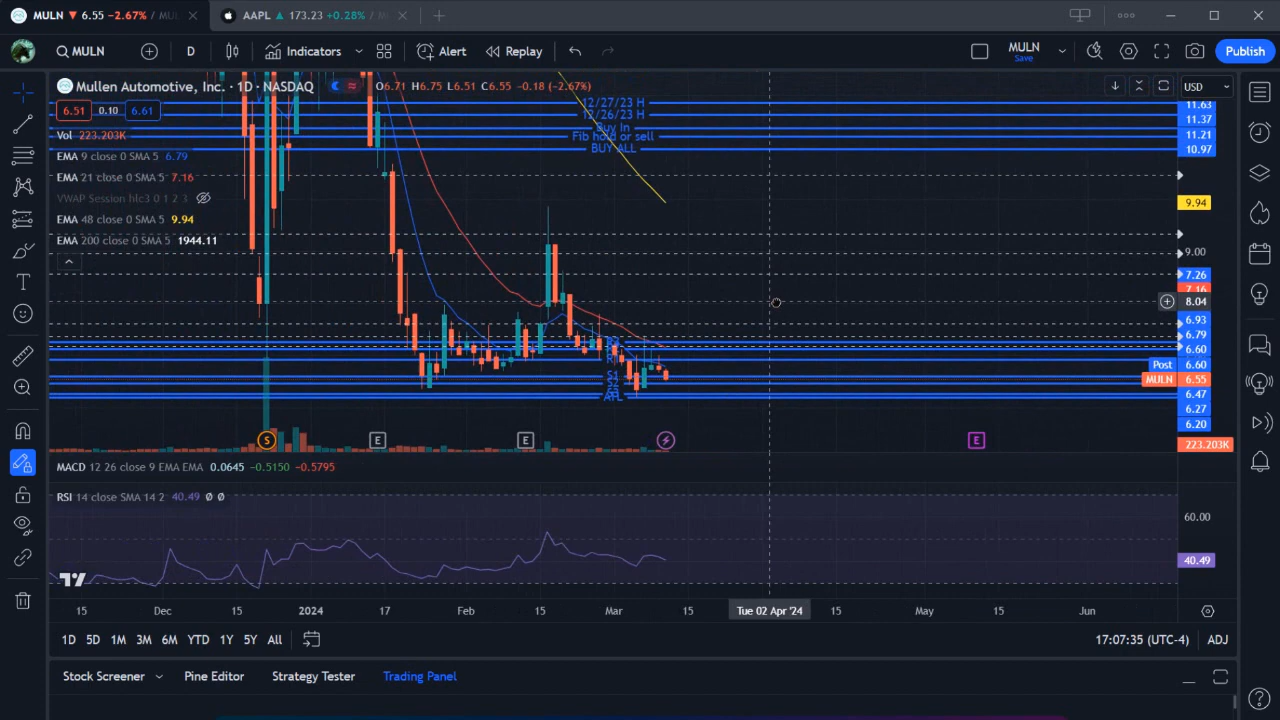 MULN ▼ 6.55 −2.67% / MUL
AAPL ▲ 173.23 +0.28% / M
MULN
D
Indicators
Alert
Replay
MULN
Save
Publish
Mullen Automotive, Inc. · 1D · NASDAQ
O6.71 H6.75 L6.51 C6.55 −0.18 (−2.67%)
USD
6.51 0.10 6.61
Vol 223.203K
EMA 9 close 0 SMA 5 6.79
EMA 21 close 0 SMA 5 7.16
VWAP Session hlc3 0 1 2 3
EMA 48 close 0 SMA 5 9.94
EMA 200 close 0 SMA 5 1944.11
12/27/23 H
12/26/23 H
Buy In
Fib hold or sell
BUY ALL
S1
S2
ATL
11.63
11.37
11.21
10.97
9.94
9.00
7.26
7.16
8.04
6.93
6.79
6.60
Post 6.60
MULN 6.55
6.47
6.27
6.20
223.203K
S
E
E
E
MACD 12 26 close 9 EMA EMA 0.0645 −0.5150 −0.5795
RSI 14 close SMA 14 2 40.49 Ø Ø
60.00
40.49
15 Dec 15 2024 17 Feb 15 Mar 15 Tue 02 Apr '24 15 May 15 Jun
1D 5D 1M 3M 6M YTD 1Y 5Y All
17:07:35 (UTC-4) ADJ
Stock Screener Pine Editor Strategy Tester Trading Panel